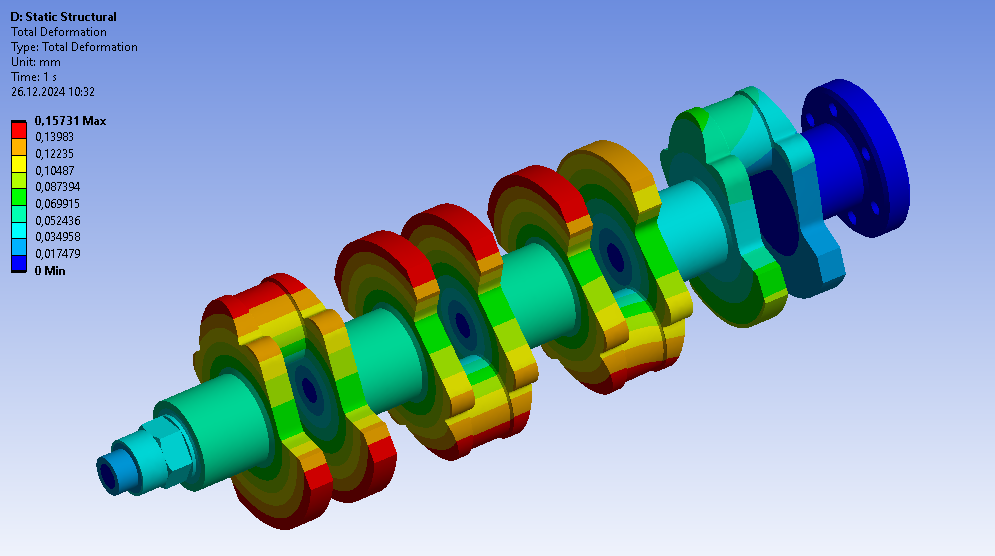 D: Static Structural
Total Deformation
Type: Total Deformation
Unit: mm
Time: 1 s
26.12.2024 10:32
0,15731 Max
0,13983
0,12235
0,10487
0,087394
0,069915
0,052436
0,034958
0,017479
0 Min